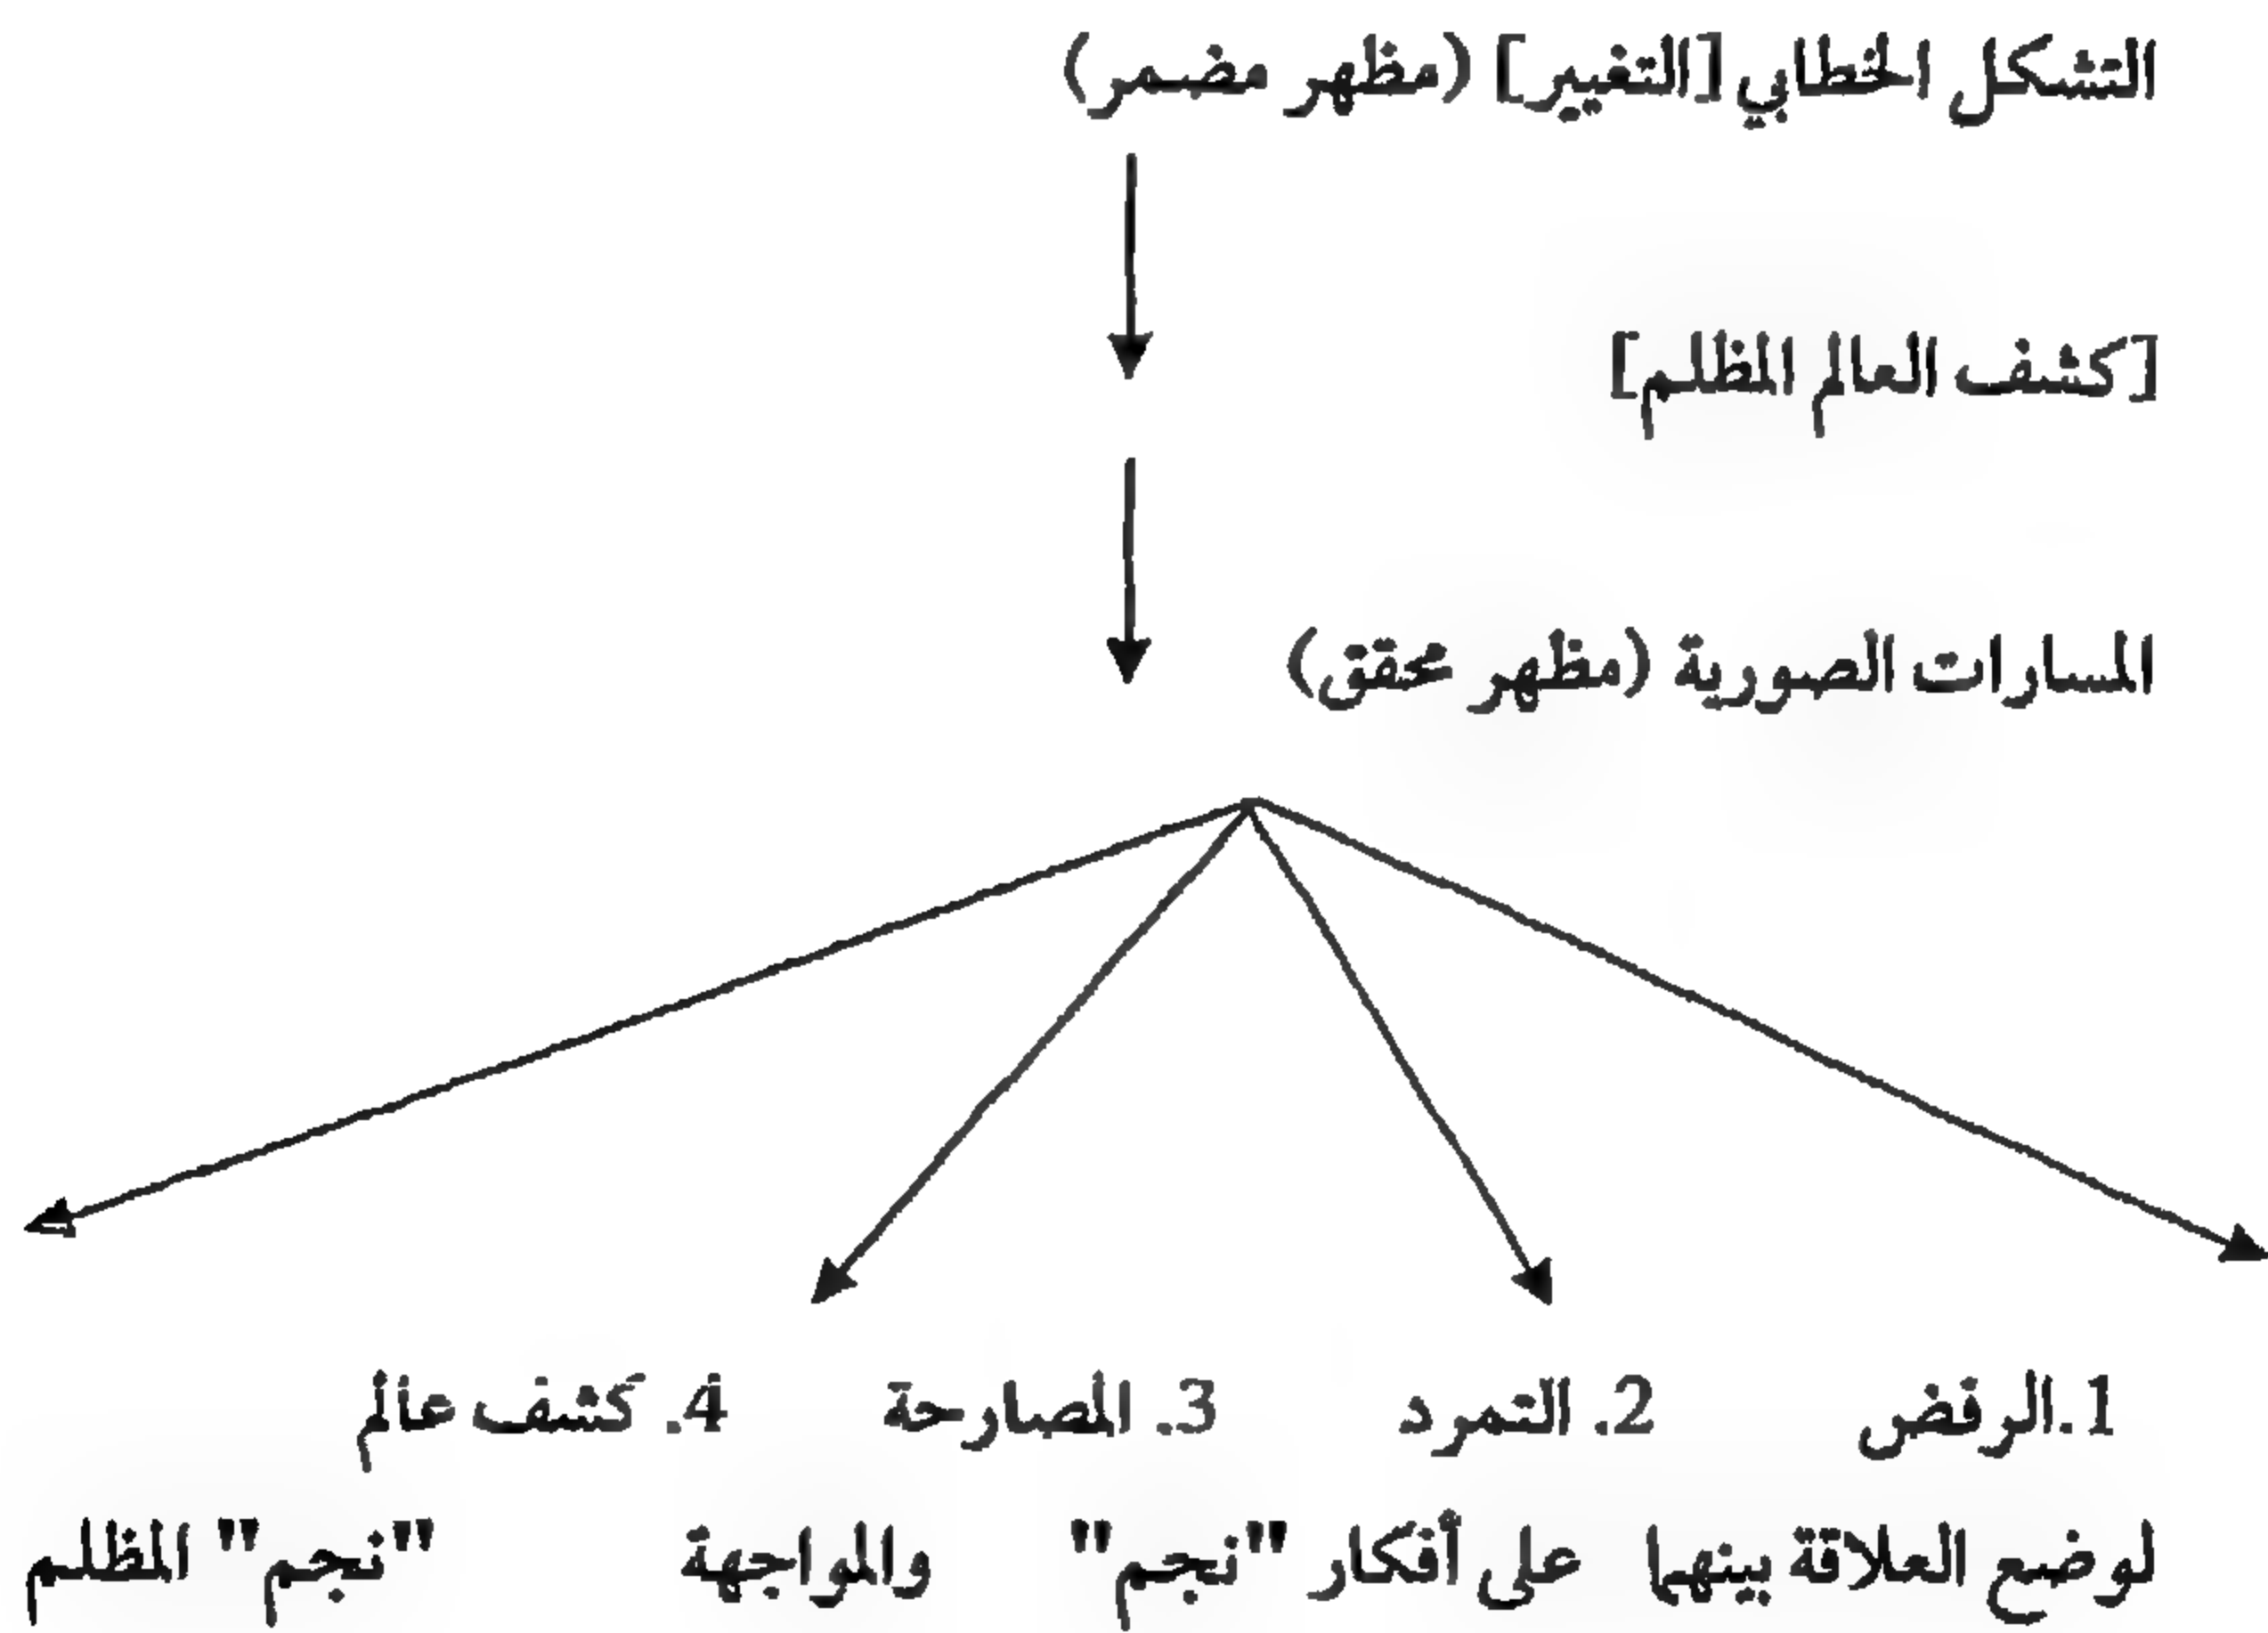 التشكل الخطابي [التغيير] (مظهر مضمر)
[كشف العالم المظلم]
المسارات الصورية (مظهر محقق)
1.الرفض 2. التمرد 3. المصارحة 4. كشف عالم
لوضع العلاقة بينهما على أفكار "نجم" والمواجهة "نجم" المظلم